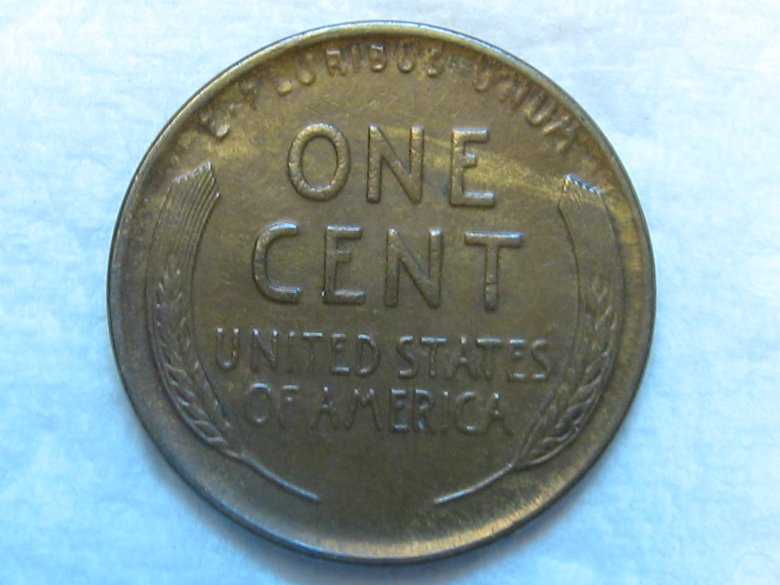 E·PLURIBUS·UNUM
ONE
CENT
UNITED STATES
OF AMERICA